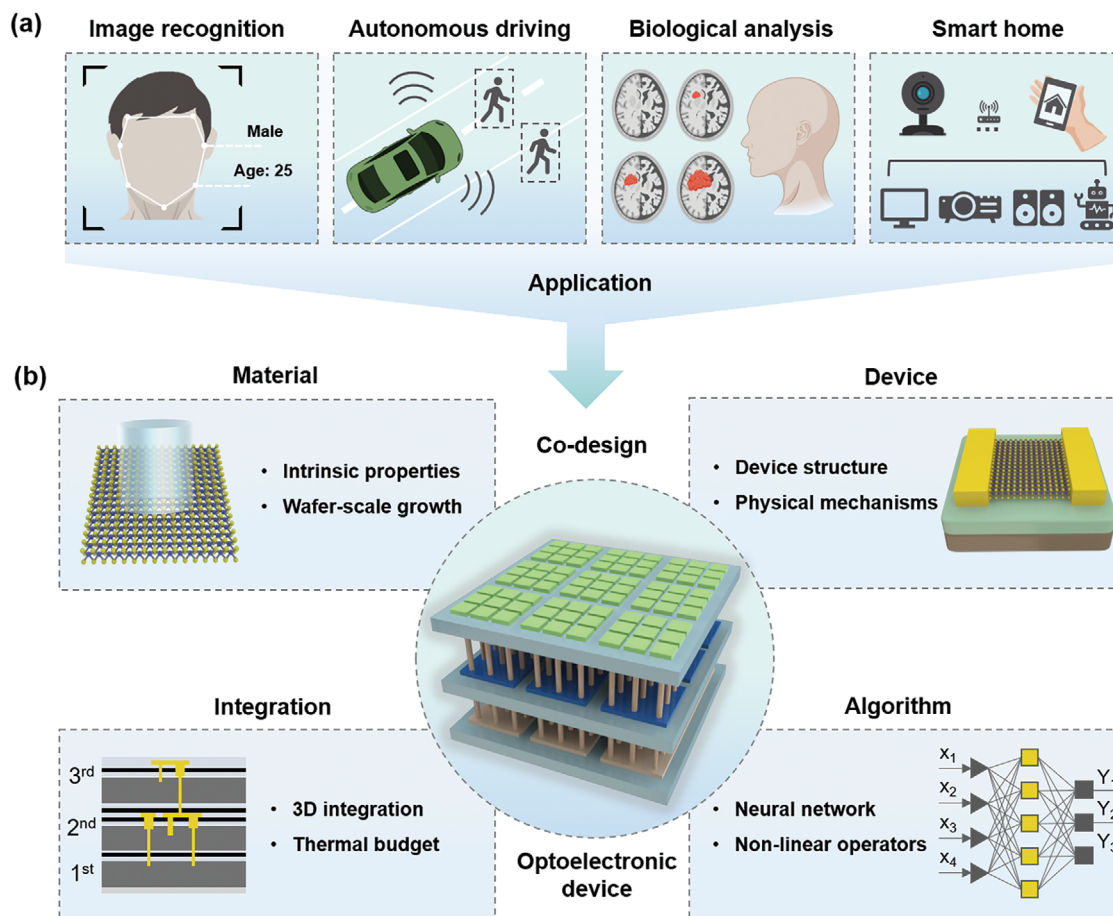 (a)
Image recognition
Autonomous driving
Biological analysis
Smart home
Male
Age: 25
Application
(b)
Material
Device
Co-design
• Intrinsic properties
• Wafer-scale growth
• Device structure
• Physical mechanisms
Integration
Algorithm
3rd
2nd
1st
• 3D integration
• Thermal budget
Optoelectronic
device
• Neural network
• Non-linear operators
x1
x2
x3
x4
Y1
Y2
Y3